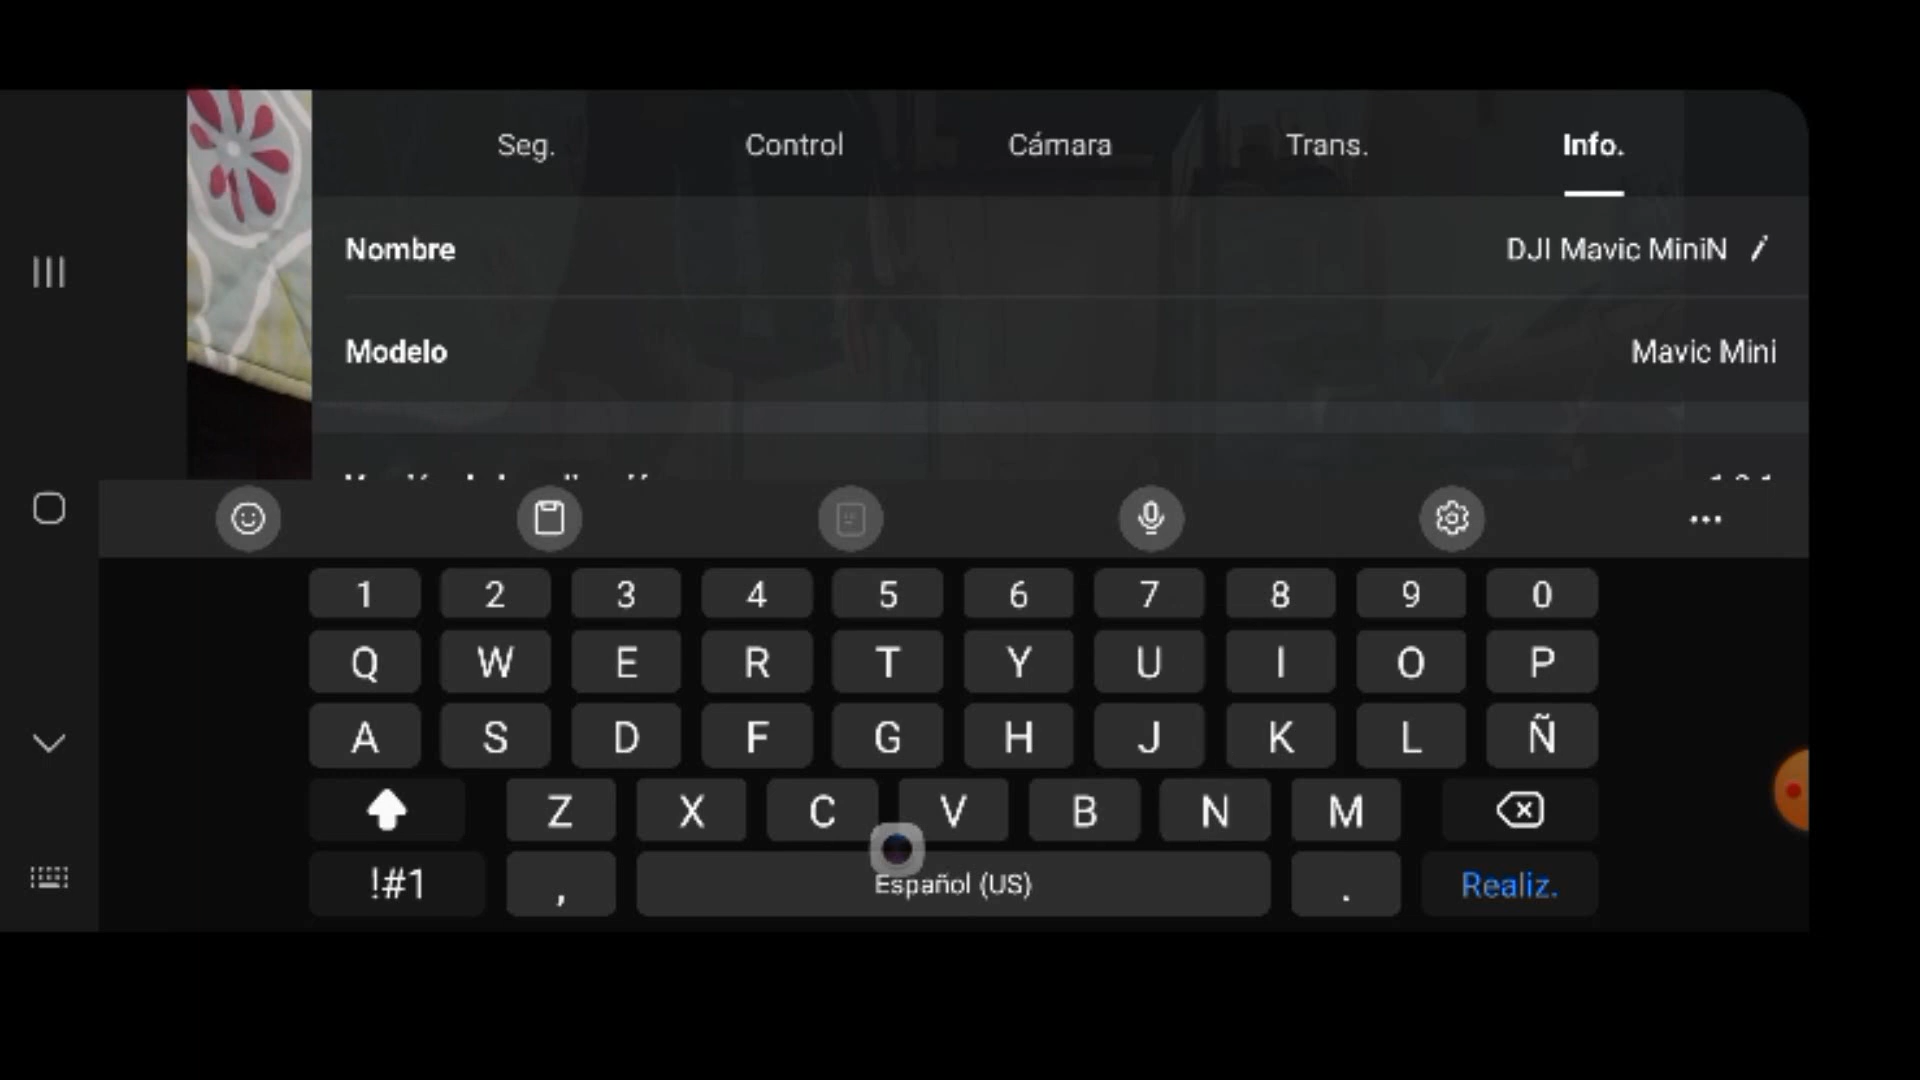 Seg. Control Cámara Trans. Info.
Nombre DJI Mavic MiniN
Modelo Mavic Mini
1 2 3 4 5 6 7 8 9 0
Q W E R T Y U I O P
A S D F G H J K L Ñ
Z X C V B N M
!#1 , Español (US) . Realiz.